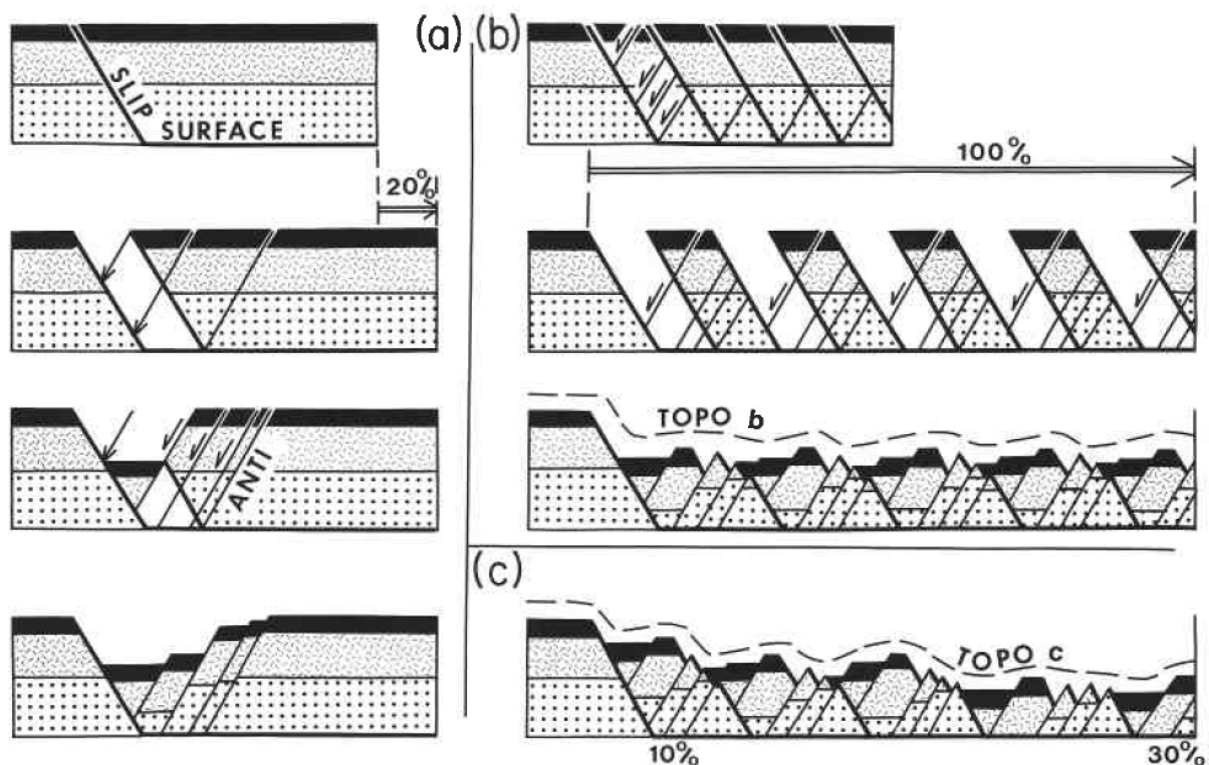 (a)
SLIP
SURFACE
20%
ANTI
(b)
100%
TOPO b
(c)
TOPO c
10%
30%